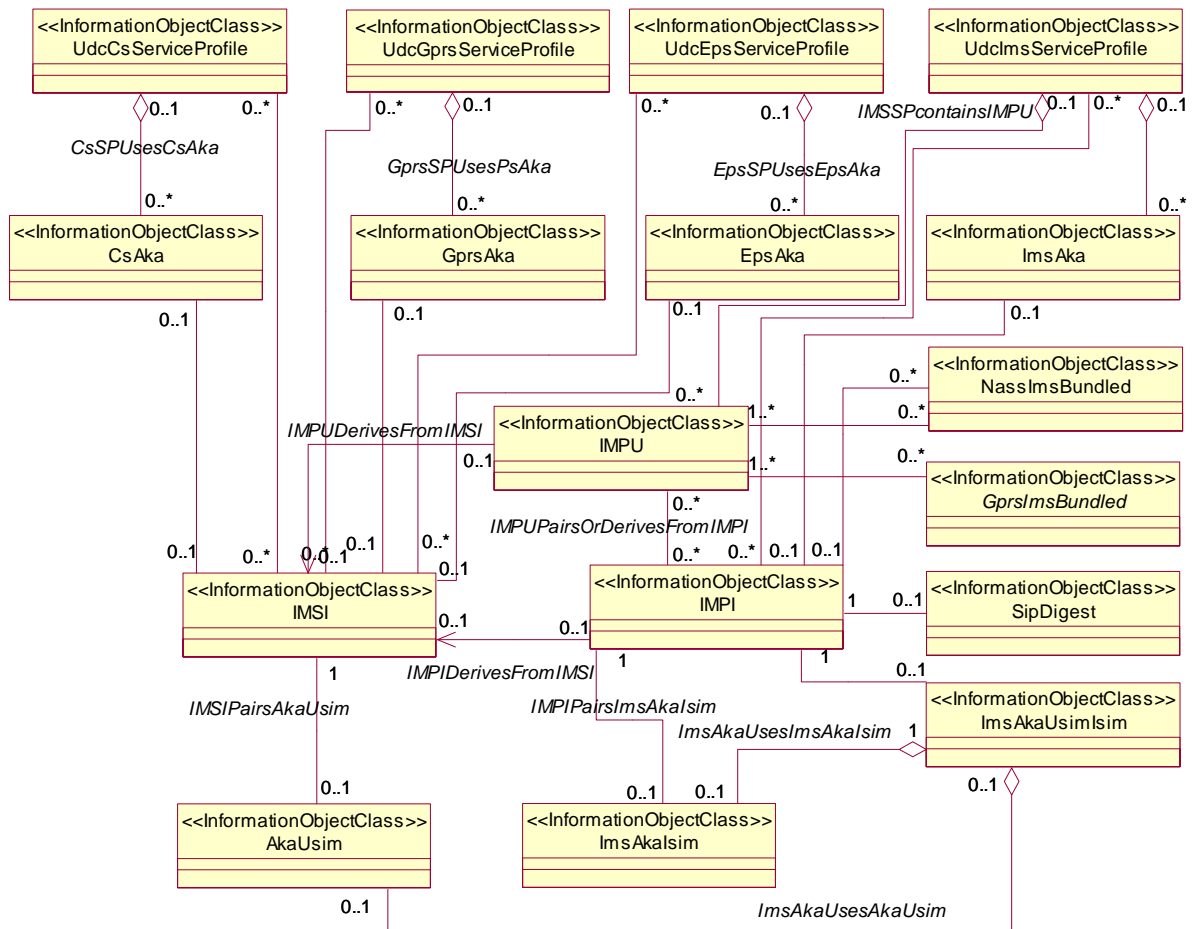 <<InformationObjectClass>>
UdcCsServiceProfile
<<InformationObjectClass>>
UdcGprsServiceProfile
<<InformationObjectClass>>
UdcEpsServiceProfile
<<InformationObjectClass>>
UdcImsServiceProfile
0..1
0..*
0..*
0..1
0..*
0..1
IMSSPcontainsIMPU
0..1
0..*
0..1
CsSPUsesCsAka
GprsSPUsesPsAka
EpsSPUsesEpsAka
0..*
0..*
0..*
0..*
<<InformationObjectClass>>
CsAka
<<InformationObjectClass>>
GprsAka
<<InformationObjectClass>>
EpsAka
<<InformationObjectClass>>
ImsAka
0..1
0..1
0..1
0..1
<<InformationObjectClass>>
NassImsBundled
0..*
0..*
1..*
0..*
<<InformationObjectClass>>
IMPU
IMPUDerivesFromIMSI
0..1
1..*
0..*
<<InformationObjectClass>>
GprsImsBundled
0..*
IMPUPairsOrDerivesFromIMPI
0..1
0..*
0..*
0..1
0..1
0..*
0..1
0..*
0..*
0..1
0..1
<<InformationObjectClass>>
IMSI
<<InformationObjectClass>>
IMPI
<<InformationObjectClass>>
SipDigest
1
0..1
0..1
0..1
IMPIDerivesFromIMSI
1
1
1
0..1
<<InformationObjectClass>>
ImsAkaUsimIsim
IMSIPairsAkaUsim
IMPIPairsImsAkaIsim
ImsAkaUsesImsAkaIsim
1
0..1
0..1
0..1
0..1
<<InformationObjectClass>>
AkaUsim
<<InformationObjectClass>>
ImsAkaIsim
0..1
ImsAkaUsesAkaUsim